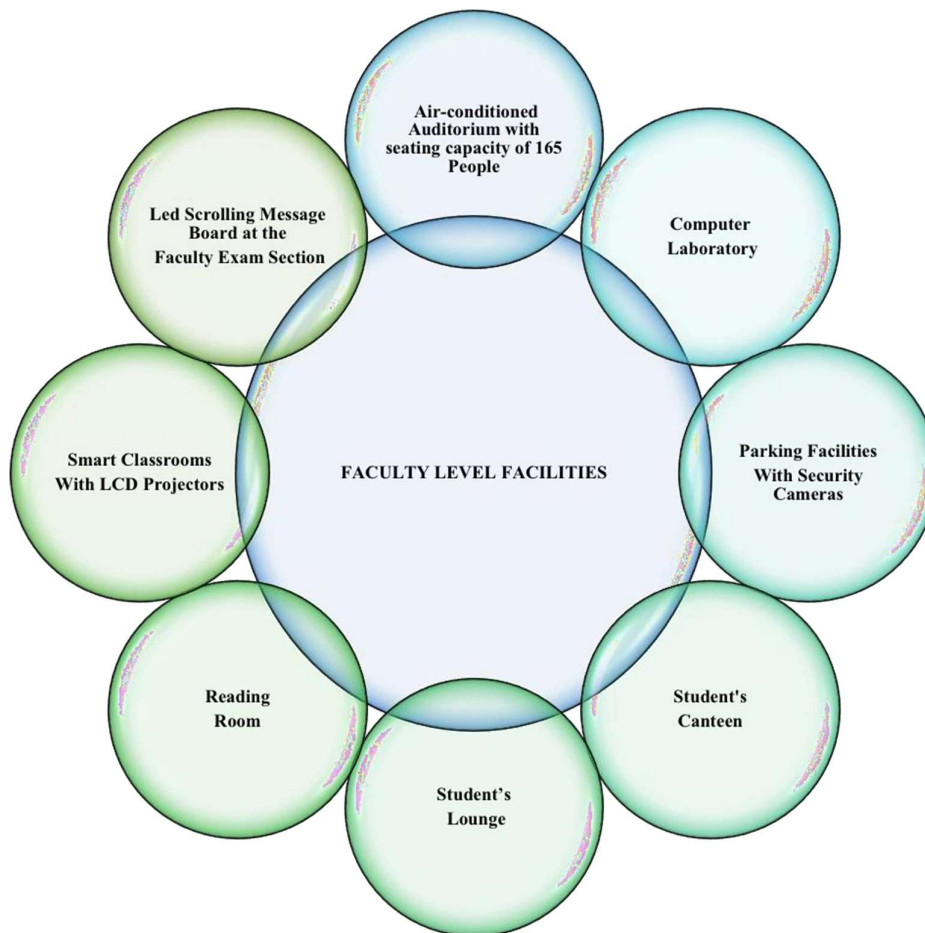 Air-conditioned
Auditorium with
seating capacity of 165
People
Computer
Laboratory
Parking Facilities
With Security
Cameras
Student's
Canteen
Student’s
Lounge
Reading
Room
Smart Classrooms
With LCD Projectors
Led Scrolling Message
Board at the
Faculty Exam Section
FACULTY LEVEL FACILITIES